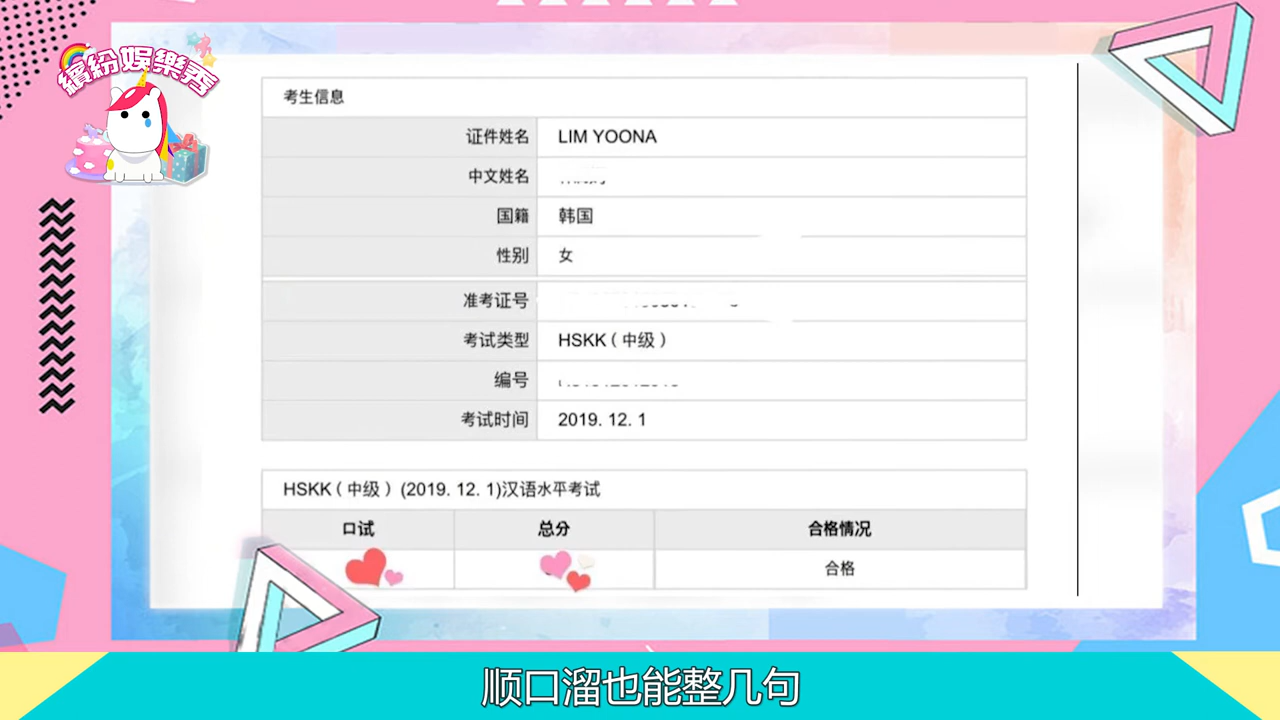 繽紛娛樂秀
考生信息
证件姓名 LIM YOONA
中文姓名
国籍 韩国
性别 女
准考证号
考试类型 HSKK（中级）
编号
考试时间 2019. 12. 1
HSKK（中级）(2019. 12. 1)汉语水平考试
口试 总分 合格情况
合格
顺口溜也能整几句